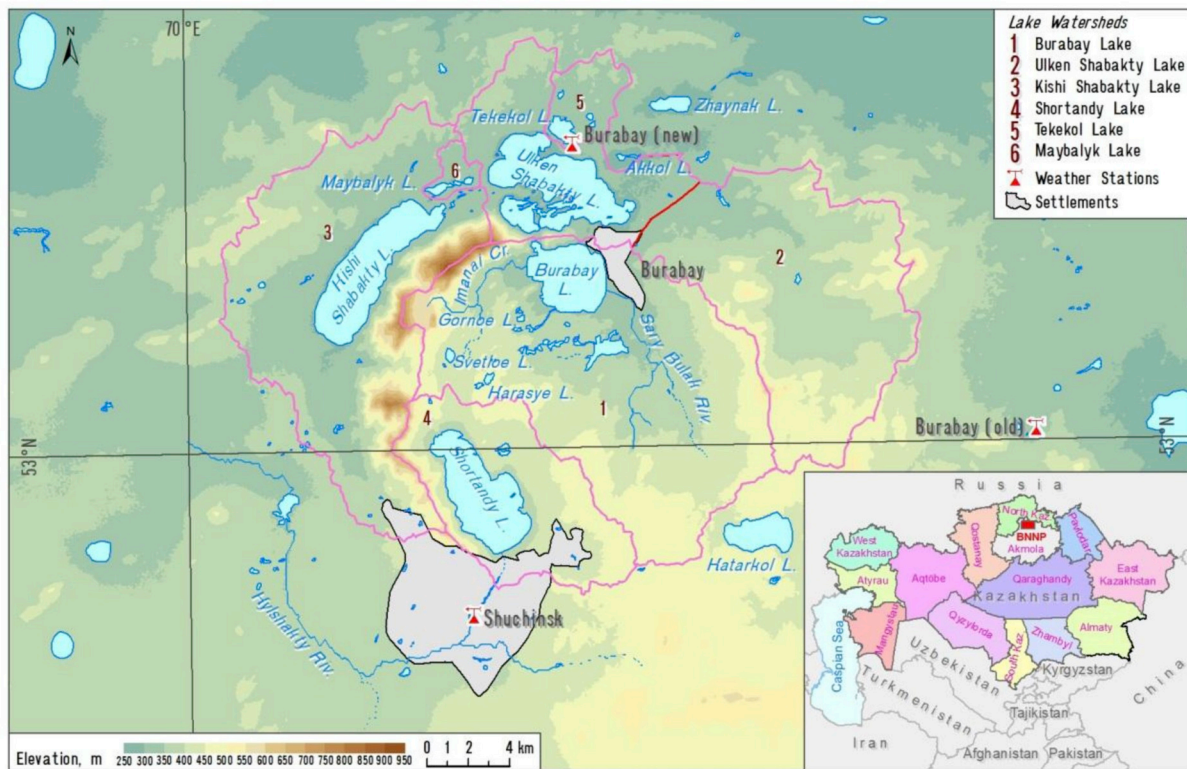 70 °E
N
Lake Watersheds
1 Burabay Lake
2 Ulken Shabakty Lake
3 Kishi Shabakty Lake
4 Shortandy Lake
5 Tekekol Lake
6 Maybalyk Lake
Weather Stations
Settlements
5
Zhaynak L.
Tekekol L.
Burabay (new)
Ulken
Shabakty L.
Akkol L.
6
Maybalyk L.
3
Kishi
Shabakty L.
Imanal Cr.
Burabay
L.
Burabay
2
Gornoe L.
Sary Bulak Riv.
Svetloe L.
Harasye L.
4
1
Burabay (old)
53 °N
53 °N
Shortandy L.
Hatarkol L.
Shuchinsk
Hylshakty Riv.
Russia
North Kaz
Qostanay
BNNP
Akmola
Pavlodar
West
Kazakhstan
Atyrau
Aqtöbe
Qaraghandy
East
Kazakhstan
Kazakhstan
Caspian Sea
Mangystau
Qyzylorda
South Kaz
Zhambyl
Almaty
Uzbekistan
Kyrgyzstan
China
Turkmenistan
Tajikistan
Iran
Afghanistan
Pakistan
Elevation, m
250 300 350 400 450 500 550 600 650 700 750 800 850 900 950
0 1 2 4 km